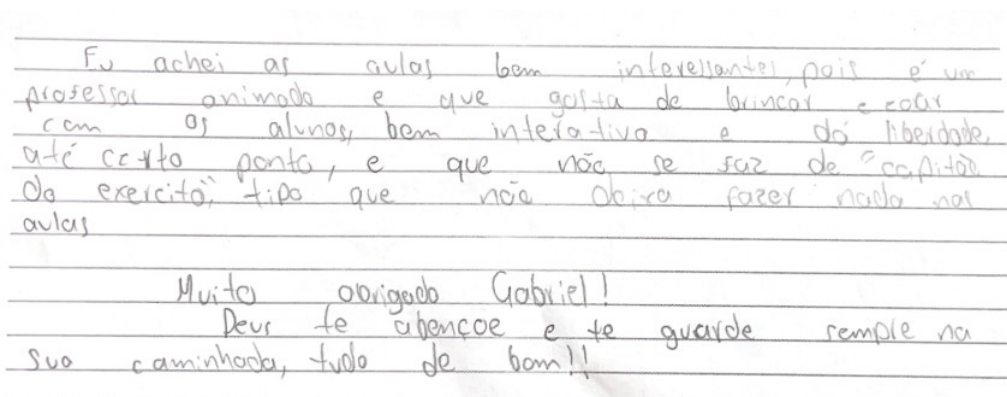 Eu achei as aulas bem interessantes, pois é um
professor animado e que gosta de brincar e zoar
com os alunos, bem interativo e dá liberdade,
até certo ponto, e que não se faz de "capitão
do exercito", tipo que não deixa fazer nada nas
aulas
Muito obrigado Gabriel!
Deus te abençoe e te guarde sempre na
sua caminhada, tudo de bom!!